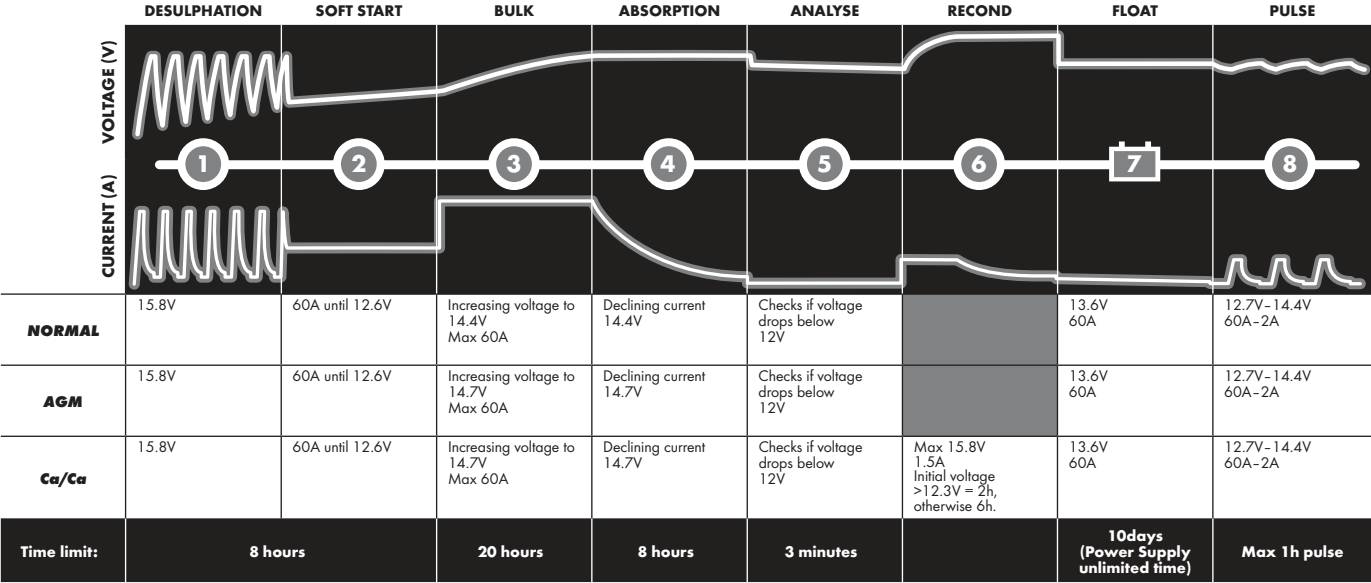 DESULPHATION SOFT START BULK ABSORPTION ANALYSE RECOND FLOAT PULSE
VOLTAGE (V)
1 2 3 4 5 6 7 8
CURRENT (A)
NORMAL
15.8V
60A until 12.6V
Increasing voltage to
14.4V
Max 60A
Declining current
14.4V
Checks if voltage
drops below
12V
13.6V
60A
12.7V–14.4V
60A–2A
AGM
15.8V
60A until 12.6V
Increasing voltage to
14.7V
Max 60A
Declining current
14.7V
Checks if voltage
drops below
12V
13.6V
60A
12.7V–14.4V
60A–2A
Ca/Ca
15.8V
60A until 12.6V
Increasing voltage to
14.7V
Max 60A
Declining current
14.7V
Checks if voltage
drops below
12V
Max 15.8V
1.5A
Initial voltage
>12.3V = 2h,
otherwise 6h.
13.6V
60A
12.7V–14.4V
60A–2A
Time limit:
8 hours
20 hours
8 hours
3 minutes
10days
(Power Supply
unlimited time)
Max 1h pulse